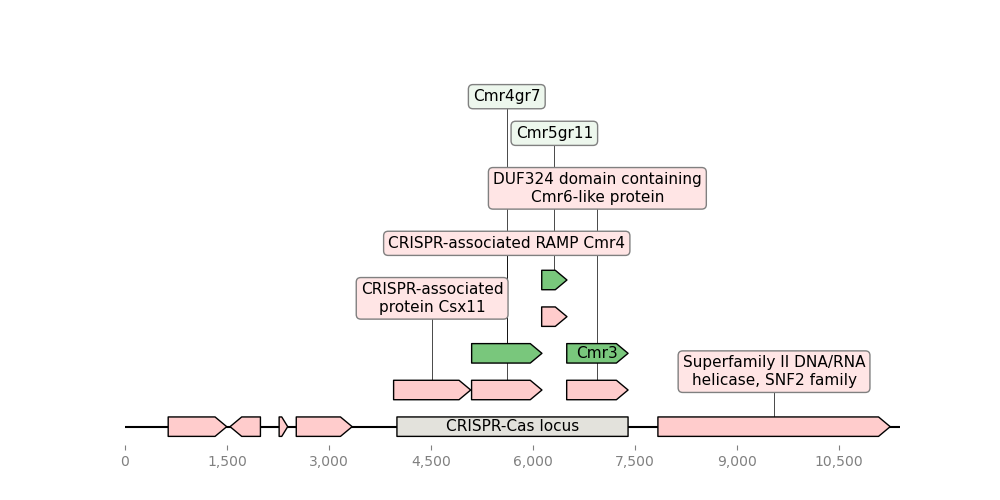 Cmr4gr7
Cmr5gr11
DUF324 domain containing
Cmr6-like protein
CRISPR-associated RAMP Cmr4
CRISPR-associated
protein Csx11
Cmr3
Superfamily II DNA/RNA
helicase, SNF2 family
CRISPR-Cas locus
0 1,500 3,000 4,500 6,000 7,500 9,000 10,500